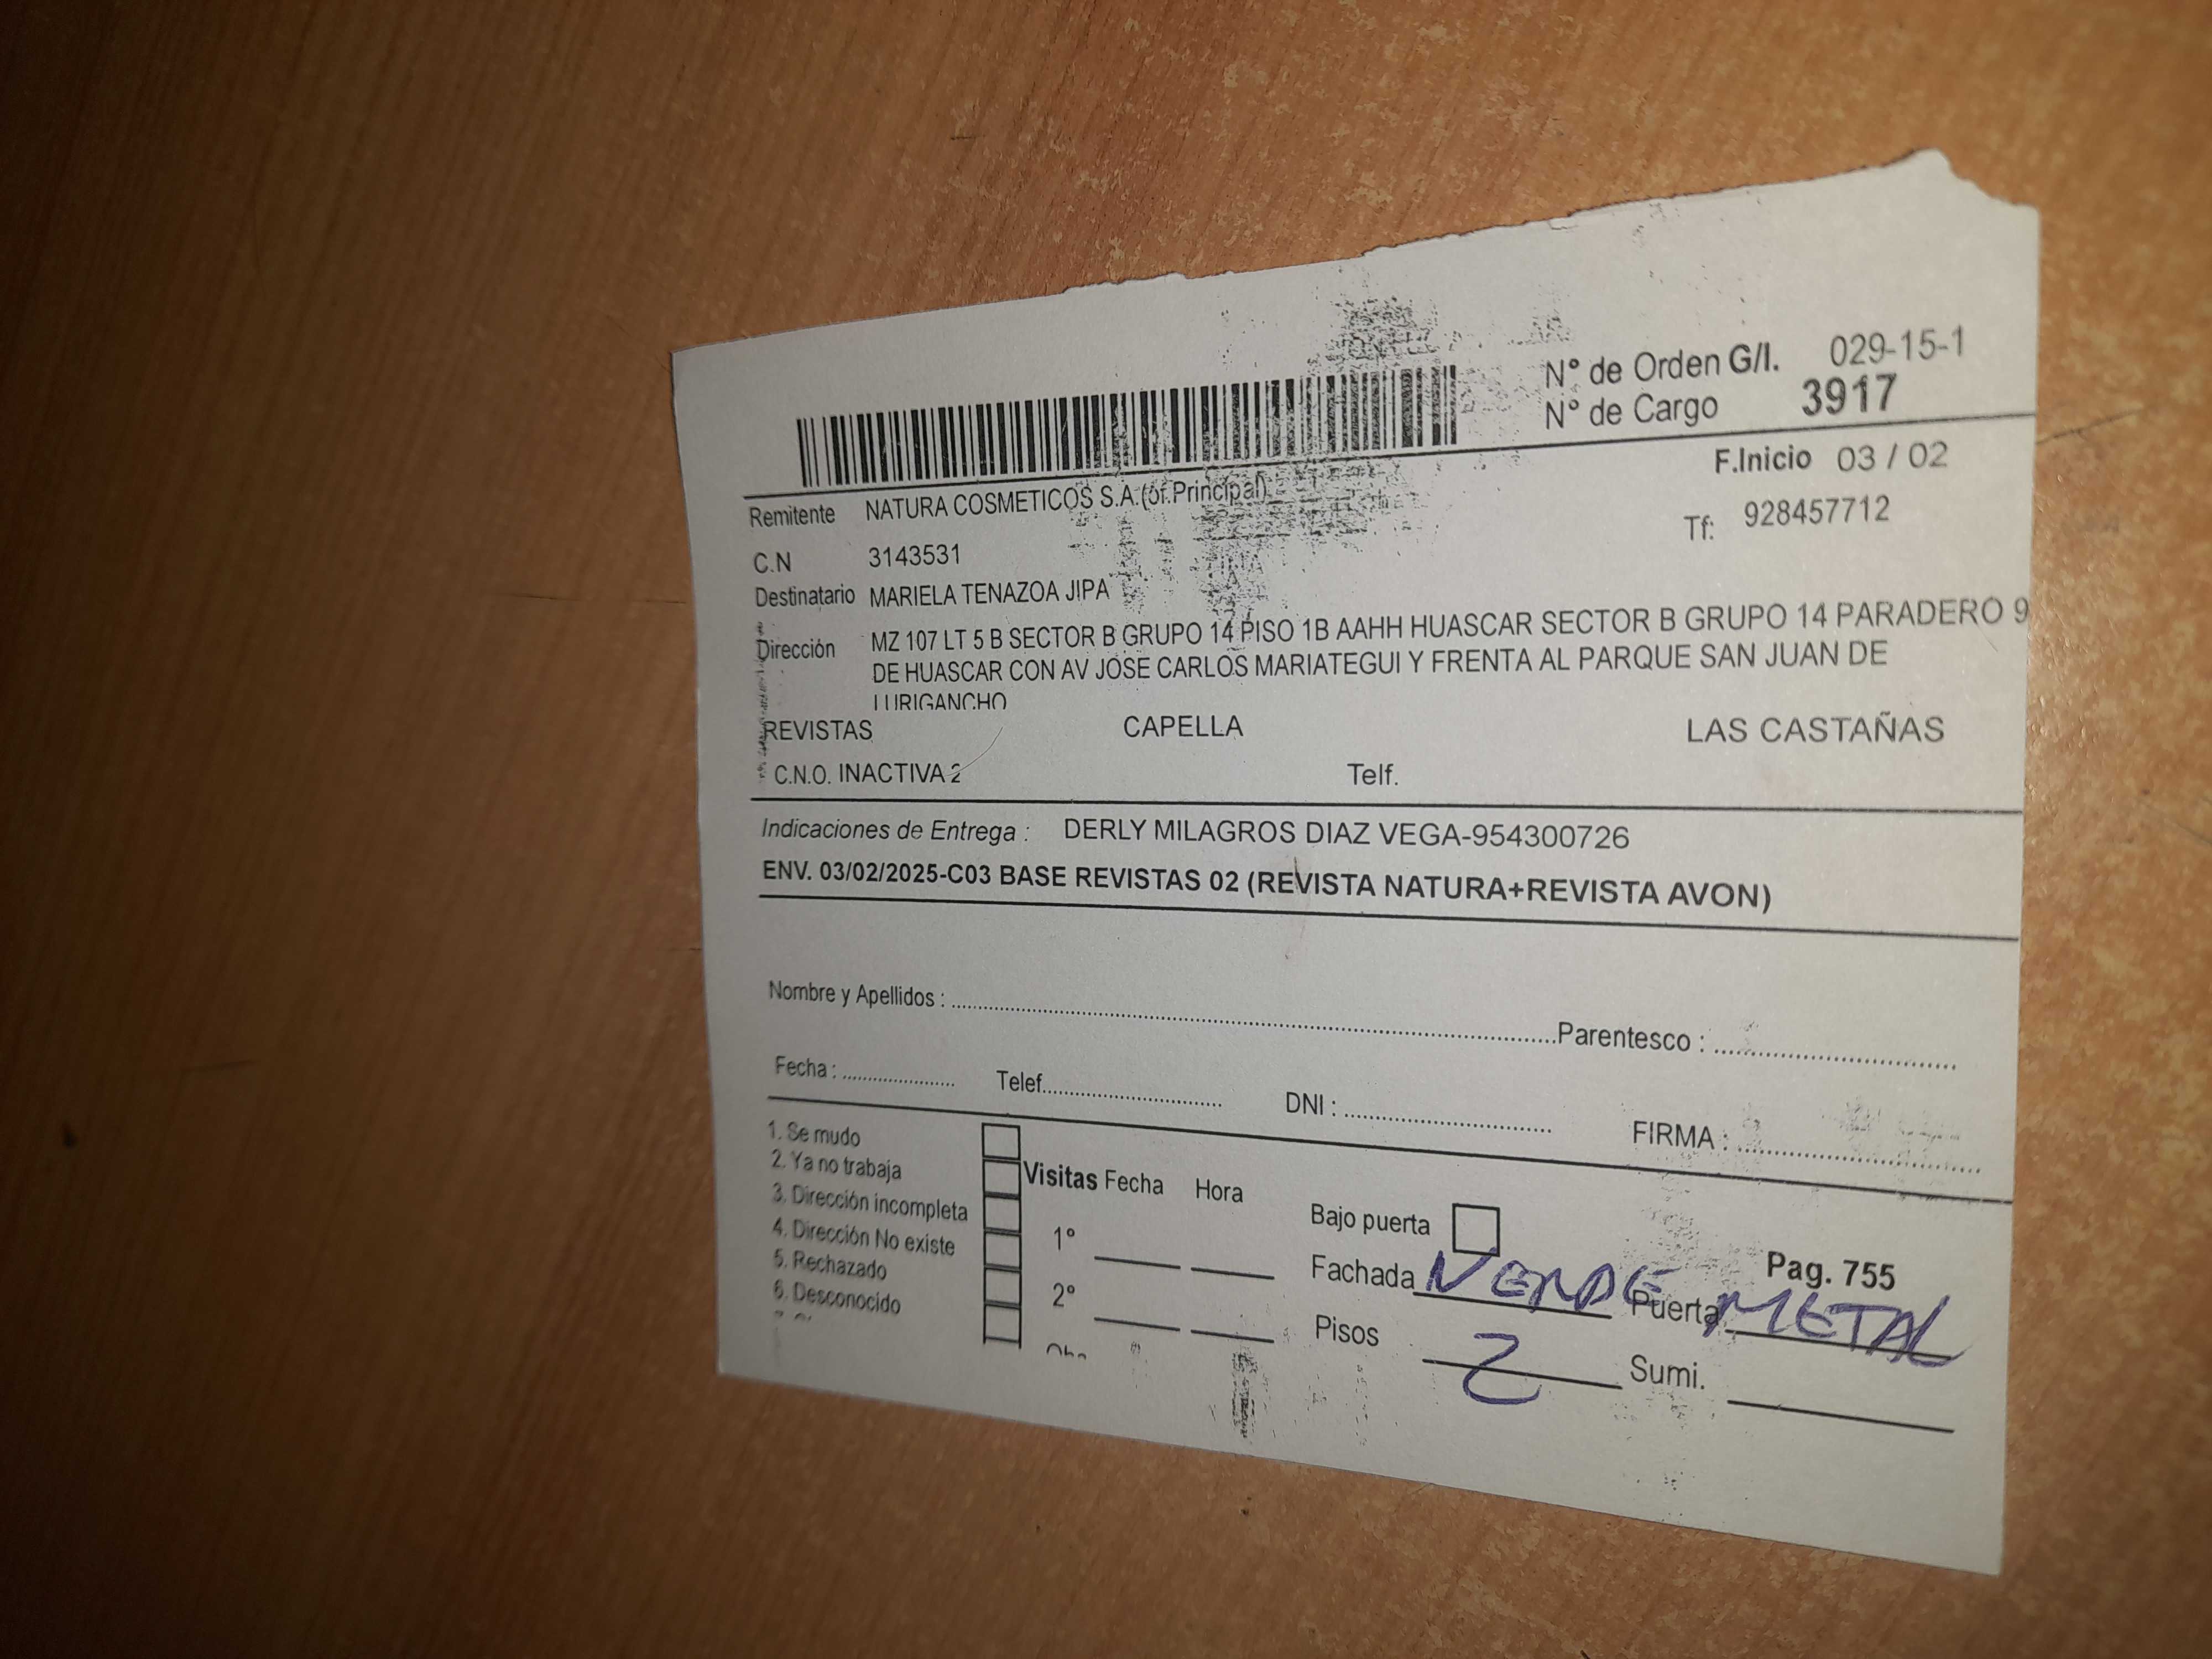 N° de Orden G/I. 029-15-1
N° de Cargo 3917
F.Inicio 03 / 02
Remitente NATURA COSMETICOS S.A.(of.Principal)
Tf: 928457712
C.N 3143531
Destinatario MARIELA TENAZOA JIPA
Dirección MZ 107 LT 5 B SECTOR B GRUPO 14 PISO 1B AAHH HUASCAR SECTOR B GRUPO 14 PARADERO 9
DE HUASCAR CON AV JOSE CARLOS MARIATEGUI Y FRENTA AL PARQUE SAN JUAN DE
LURIGANCHO
REVISTAS CAPELLA LAS CASTAÑAS
C.N.O. INACTIVA 2 Telf.
Indicaciones de Entrega : DERLY MILAGROS DIAZ VEGA-954300726
ENV. 03/02/2025-C03 BASE REVISTAS 02 (REVISTA NATURA+REVISTA AVON)
Nombre y Apellidos : Parentesco :
Fecha : Telef. DNI : FIRMA :
1. Se mudo
2. Ya no trabaja
3. Dirección incompleta
4. Dirección No existe
5. Rechazado
6. Desconocido
Visitas Fecha Hora
1°
2°
Bajo puerta
Pag. 755
Fachada VERDE Puerta METAL
Pisos 2 Sumi.